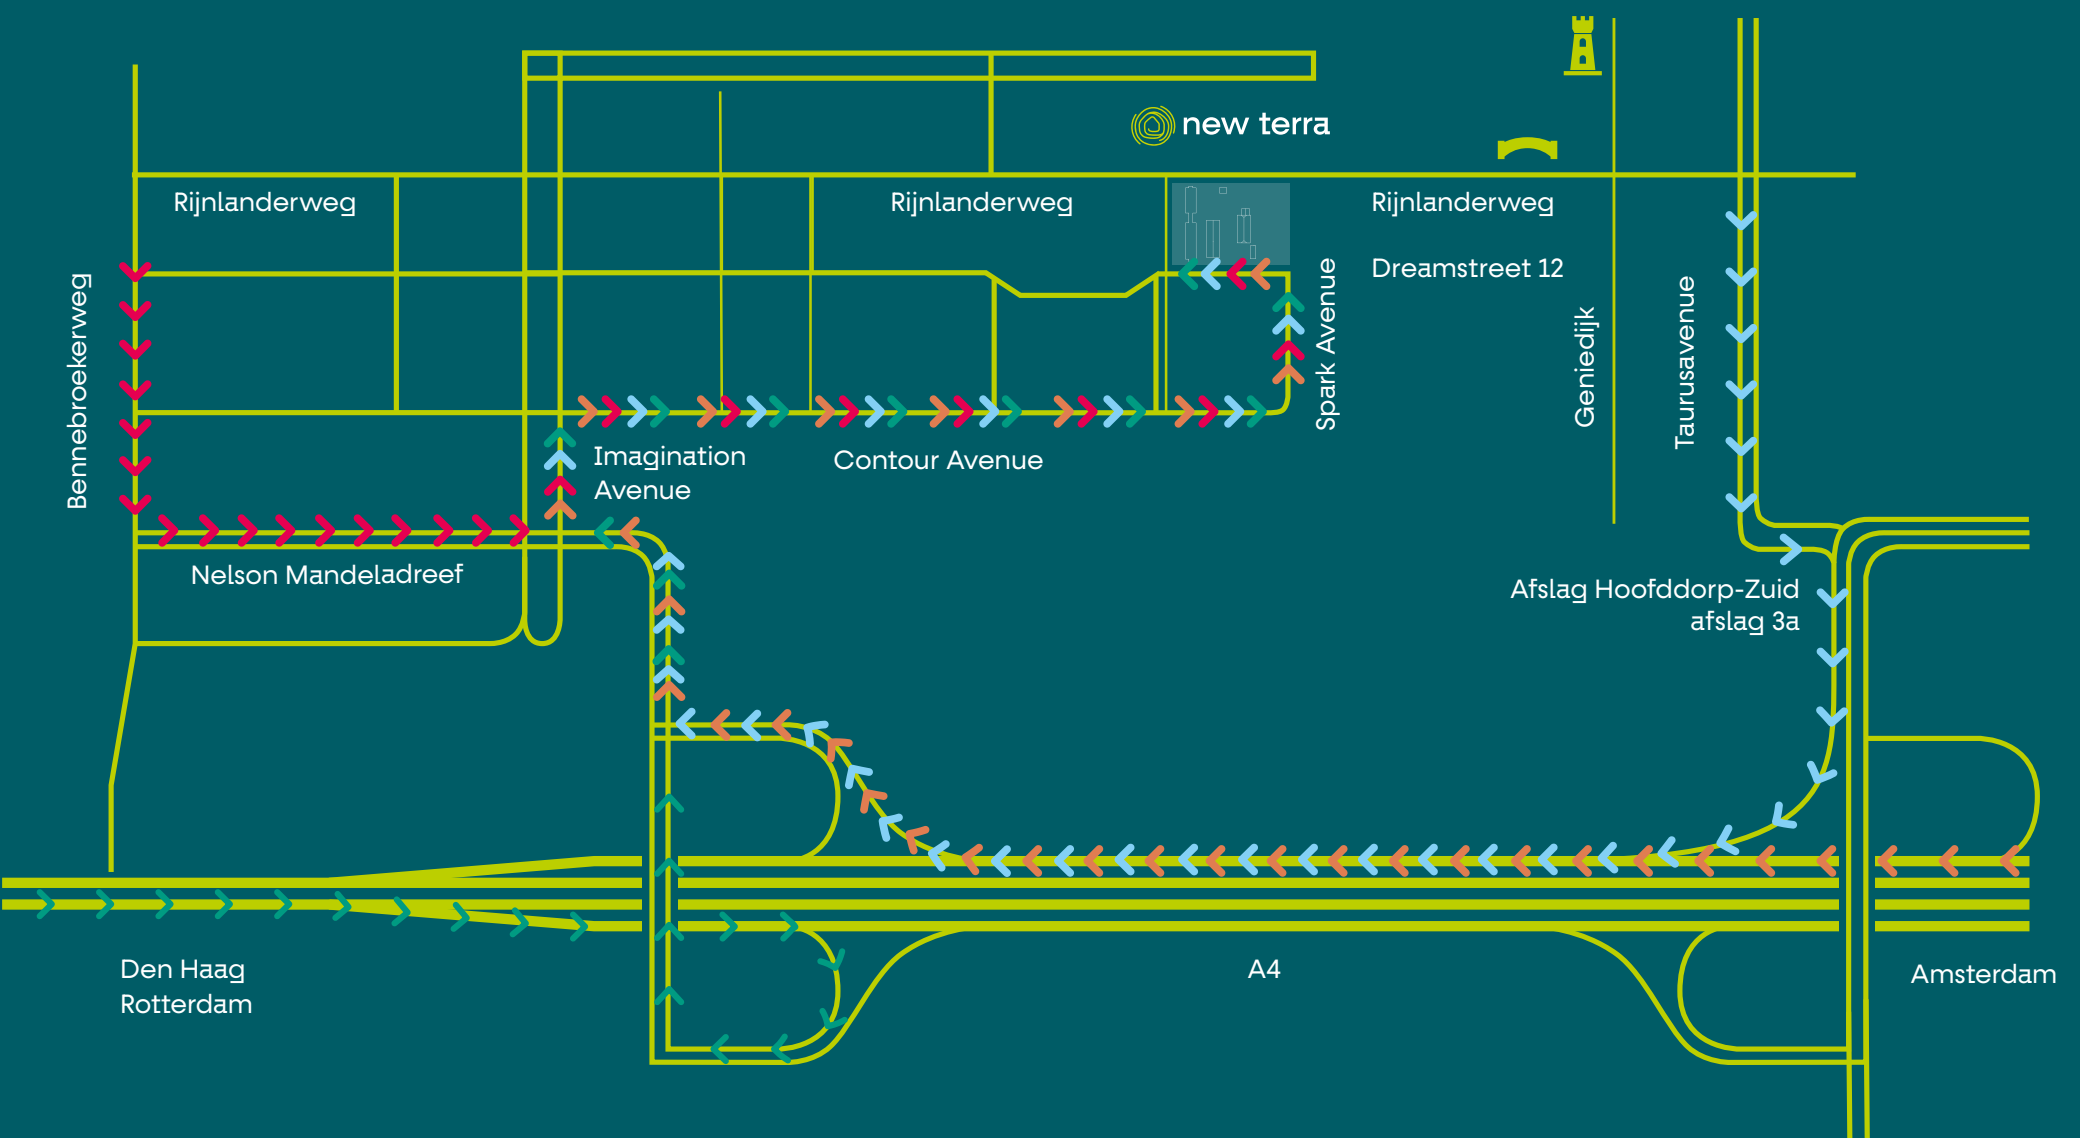 new terra
Rijnlanderweg
Rijnlanderweg
Rijnlanderweg
Dreamstreet 12
Bennebroekerweg
Spark Avenue
Geniedijk
Taurusavenue
Imagination
Avenue
Contour Avenue
Nelson Mandeladreef
Afslag Hoofddorp-Zuid
afslag 3a
Den Haag
Rotterdam
A4
Amsterdam